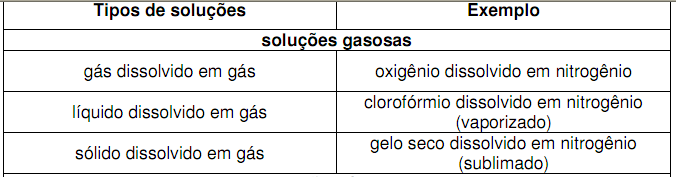 Tipos de soluções Exemplo
soluções gasosas
gás dissolvido em gás oxigênio dissolvido em nitrogênio
líquido dissolvido em gás clorofórmio dissolvido em nitrogênio
(vaporizado)
sólido dissolvido em gás gelo seco dissolvido em nitrogênio
(sublimado)